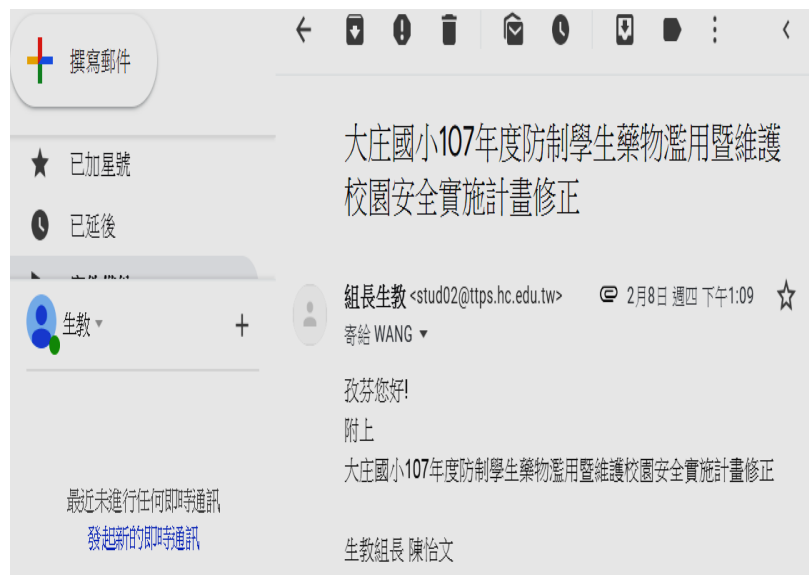 撰寫郵件
已加星號
已延後
生教
最近未進行任何即時通訊
發起新的即時通訊
大庄國小107年度防制學生藥物濫用暨維護
校園安全實施計畫修正
組長生教 <stud02@ttps.hc.edu.tw>
2月8日 週四 下午1:09
寄給 WANG
孜芬您好!
附上
大庄國小107年度防制學生藥物濫用暨維護校園安全實施計畫修正
生教組長 陳怡文